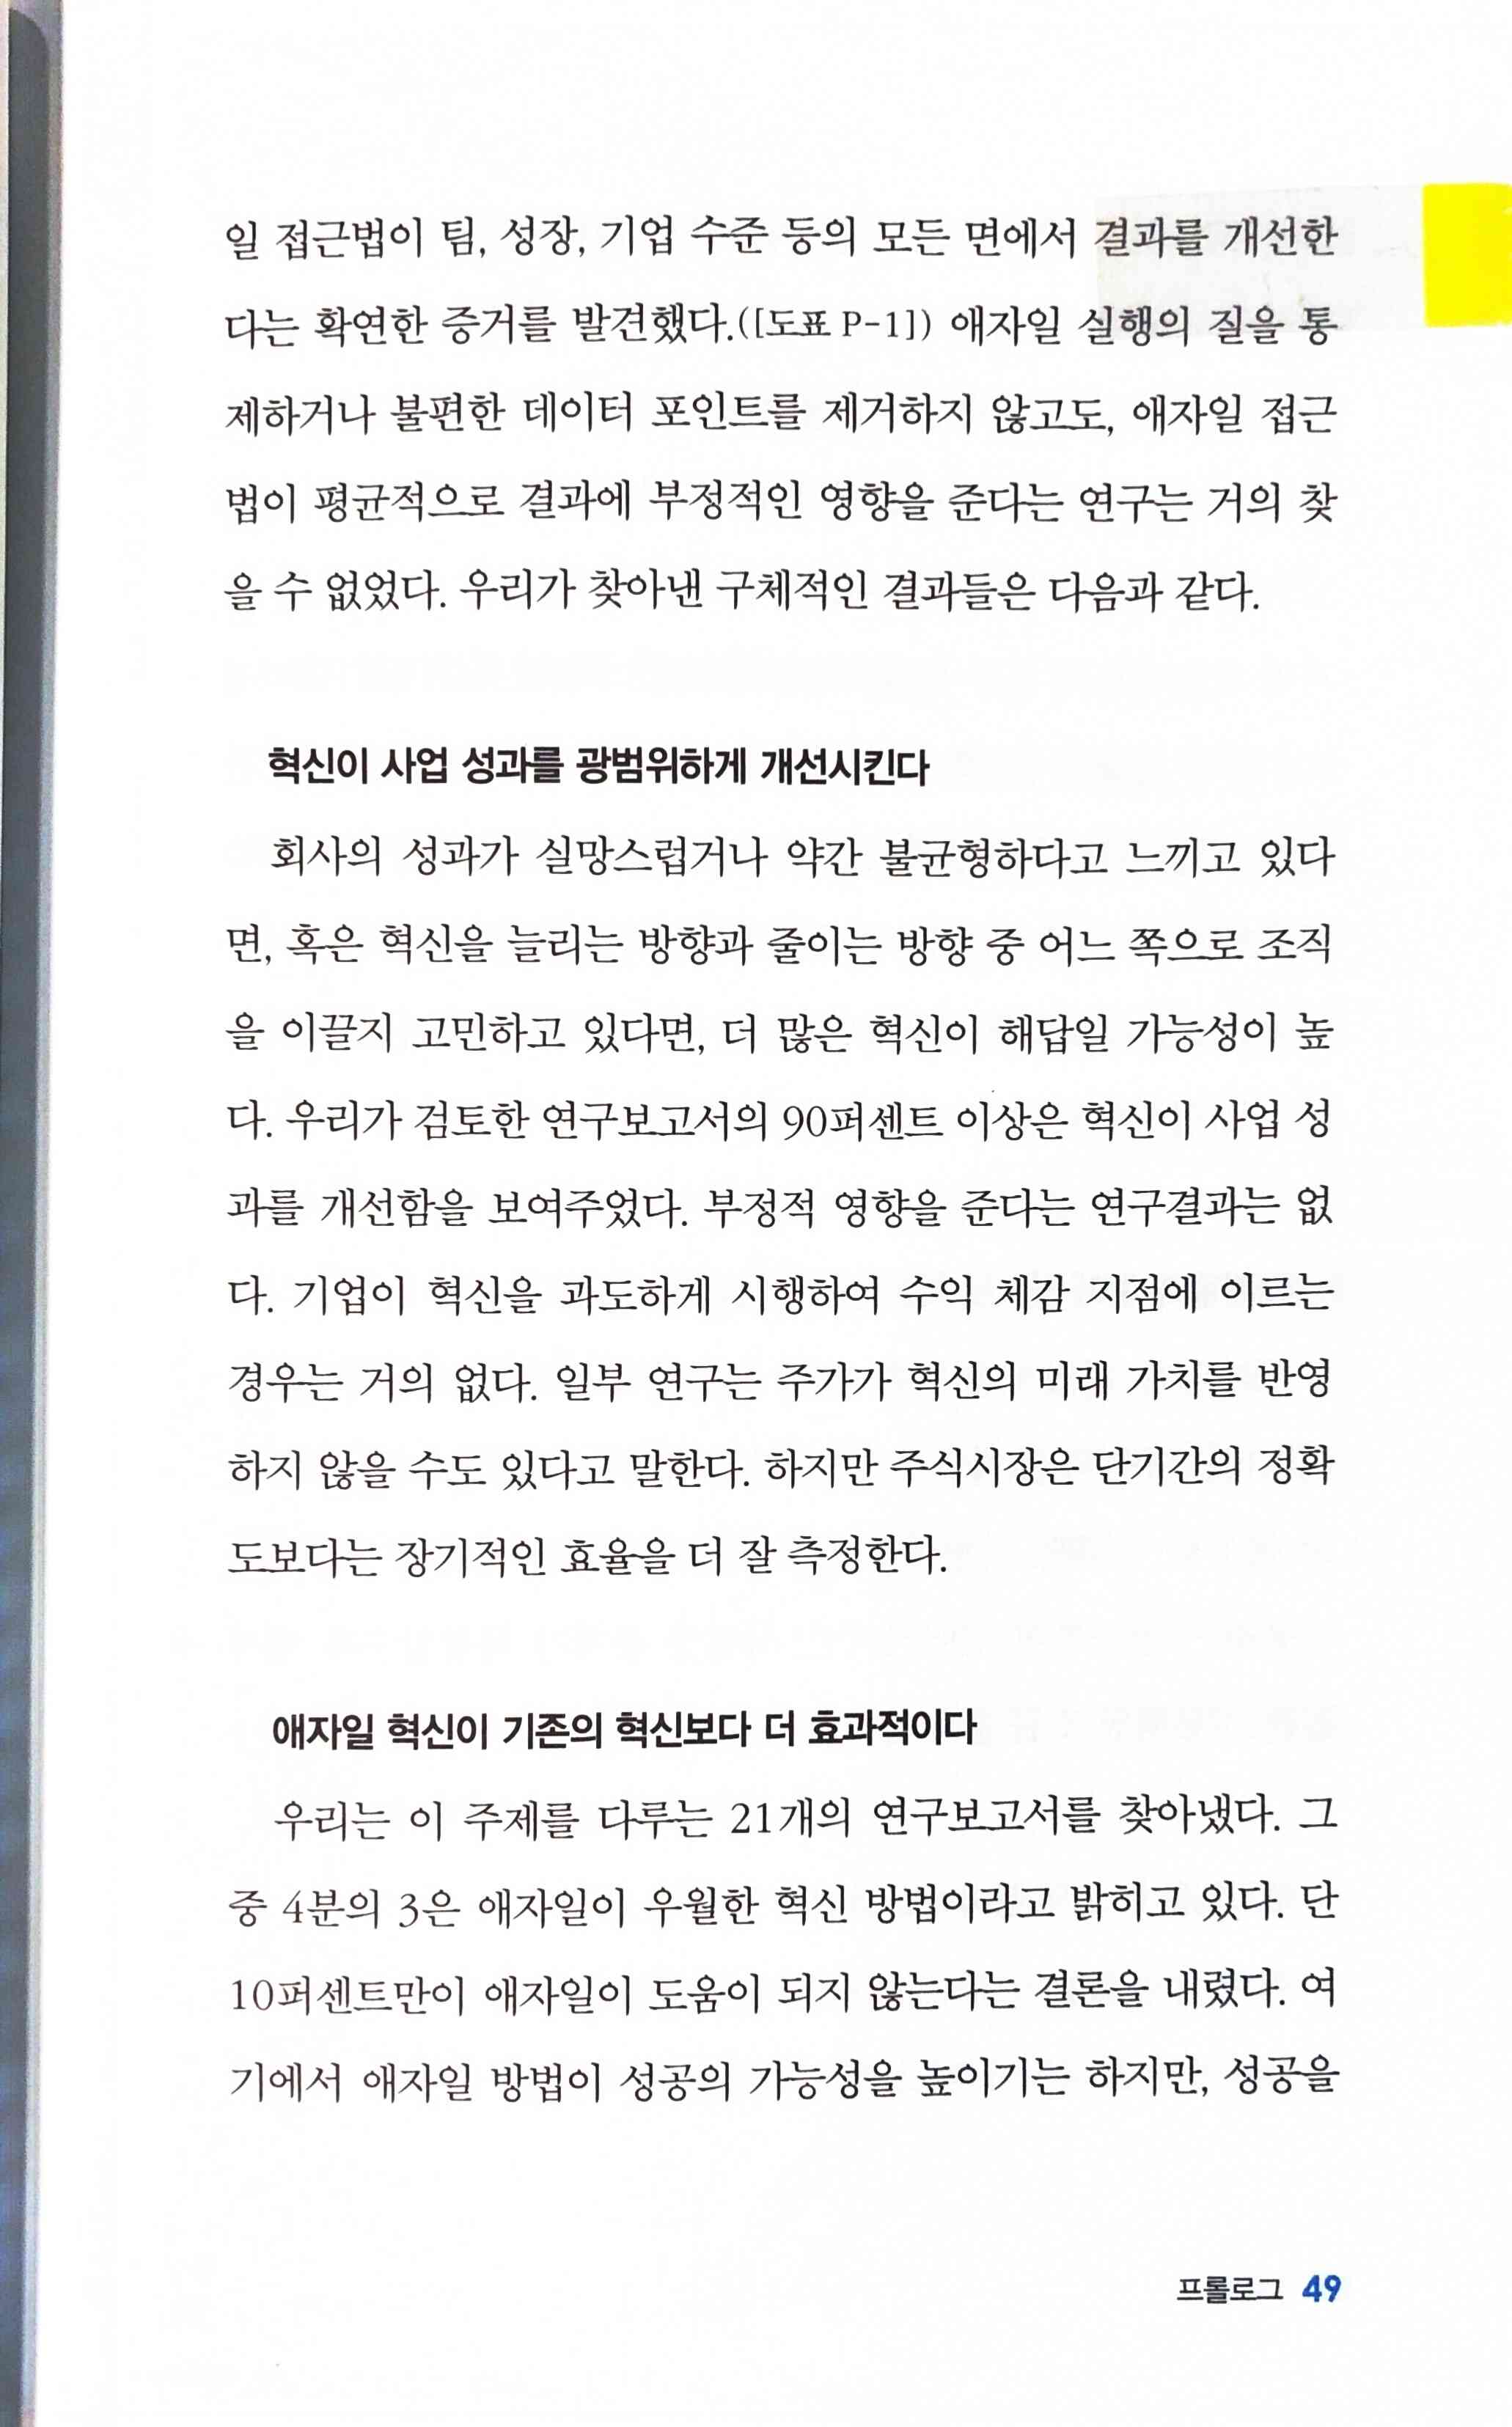 일 접근법이 팀, 성장, 기업 수준 등의 모든 면에서 결과를 개선한
다는 확연한 증거를 발견했다.([도표 P-1]) 애자일 실행의 질을 통
제하거나 불편한 데이터 포인트를 제거하지 않고도, 애자일 접근
법이 평균적으로 결과에 부정적인 영향을 준다는 연구는 거의 찾
을 수 없었다. 우리가 찾아낸 구체적인 결과들은 다음과 같다.
혁신이 사업 성과를 광범위하게 개선시킨다
회사의 성과가 실망스럽거나 약간 불균형하다고 느끼고 있다
면, 혹은 혁신을 늘리는 방향과 줄이는 방향 중 어느 쪽으로 조직
을 이끌지 고민하고 있다면, 더 많은 혁신이 해답일 가능성이 높
다. 우리가 검토한 연구보고서의 90퍼센트 이상은 혁신이 사업 성
과를 개선함을 보여주었다. 부정적 영향을 준다는 연구결과는 없
다. 기업이 혁신을 과도하게 시행하여 수익 체감 지점에 이르는
경우는 거의 없다. 일부 연구는 주가가 혁신의 미래 가치를 반영
하지 않을 수도 있다고 말한다. 하지만 주식시장은 단기간의 정확
도보다는 장기적인 효율을 더 잘 측정한다.
애자일 혁신이 기존의 혁신보다 더 효과적이다
우리는 이 주제를 다루는 21개의 연구보고서를 찾아냈다. 그
중 4분의 3은 애자일이 우월한 혁신 방법이라고 밝히고 있다. 단
10퍼센트만이 애자일이 도움이 되지 않는다는 결론을 내렸다. 여
기에서 애자일 방법이 성공의 가능성을 높이기는 하지만, 성공을
프롤로그 49